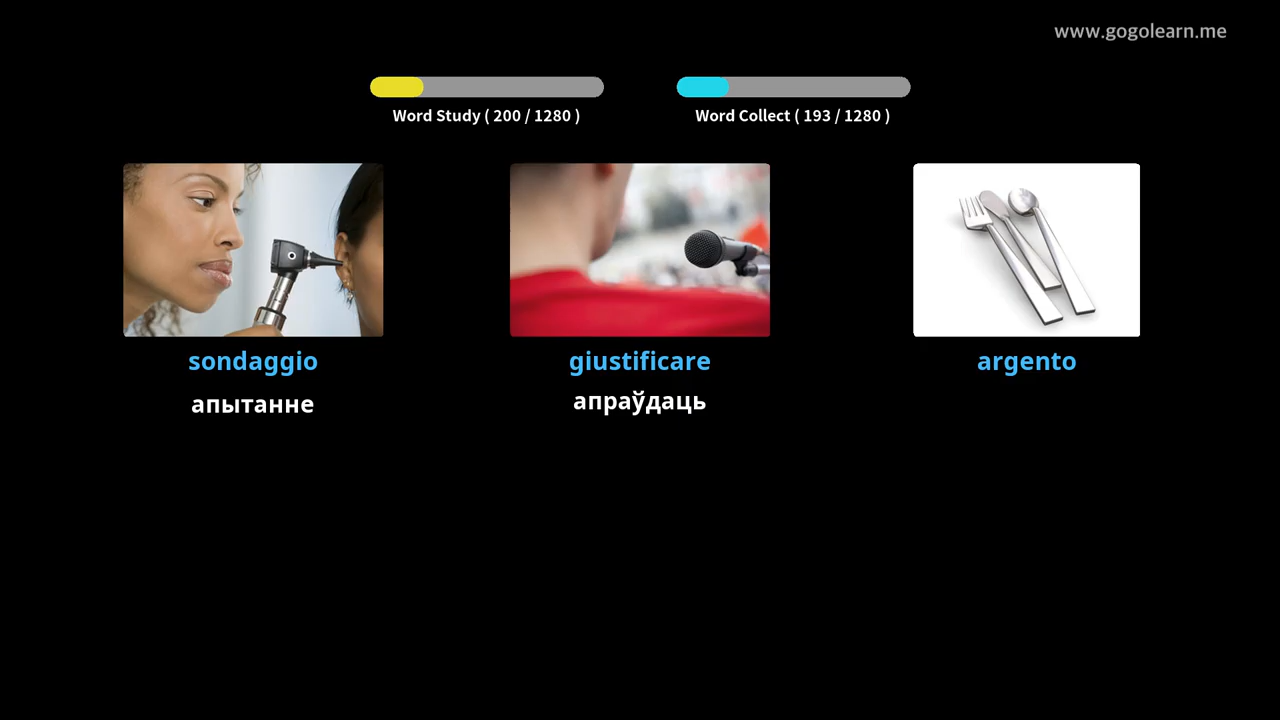 www.gogolearn.me
Word Study ( 200 / 1280 )
Word Collect ( 193 / 1280 )
sondaggio
giustificare
argento
апытанне
апраўдаць